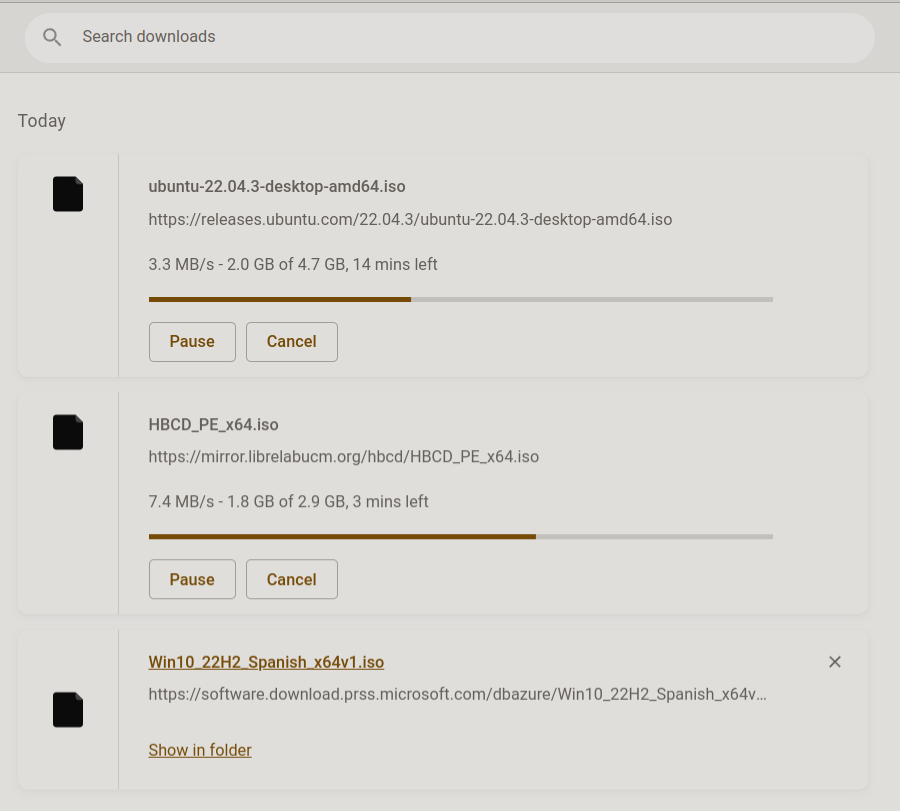 Search downloads
Today
ubuntu-22.04.3-desktop-amd64.iso
https://releases.ubuntu.com/22.04.3/ubuntu-22.04.3-desktop-amd64.iso
3.3 MB/s - 2.0 GB of 4.7 GB, 14 mins left
Pause Cancel
HBCD_PE_x64.iso
https://mirror.librelabucm.org/hbcd/HBCD_PE_x64.iso
7.4 MB/s - 1.8 GB of 2.9 GB, 3 mins left
Pause Cancel
Win10_22H2_Spanish_x64v1.iso
https://software.download.prss.microsoft.com/dbazure/Win10_22H2_Spanish_x64v…
Show in folder